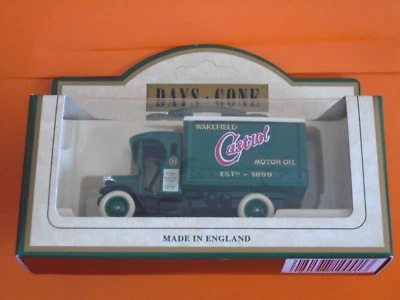 DAYS · GONE
WAKEFIELD
Castrol
MOTOR OIL
ESTD - 1899
MADE IN ENGLAND